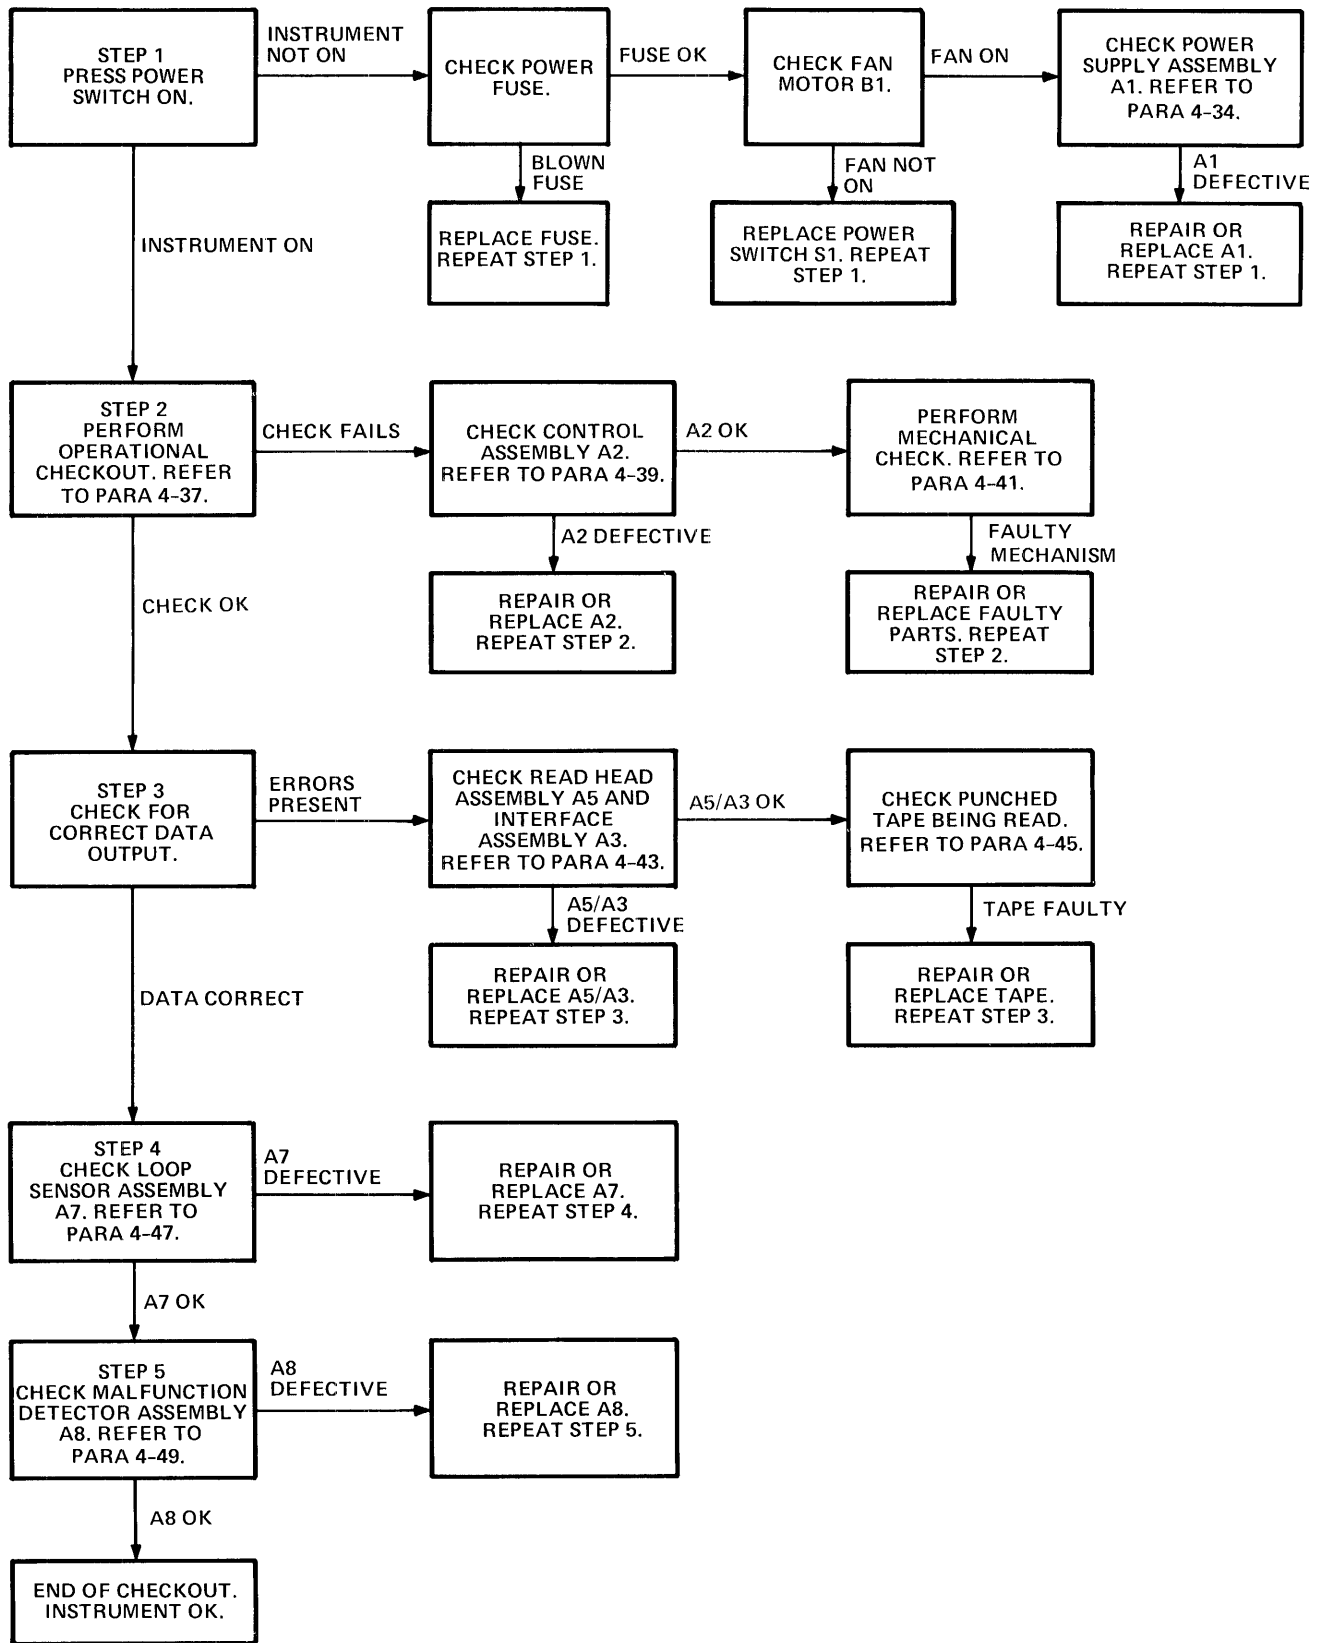 STEP 1
PRESS POWER
SWITCH ON.
INSTRUMENT
NOT ON
CHECK POWER
FUSE.
FUSE OK
CHECK FAN
MOTOR B1.
FAN ON
CHECK POWER
SUPPLY ASSEMBLY
A1. REFER TO
PARA 4-34.
BLOWN
FUSE
FAN NOT
ON
A1
DEFECTIVE
INSTRUMENT ON
REPLACE FUSE.
REPEAT STEP 1.
REPLACE POWER
SWITCH S1. REPEAT
STEP 1.
REPAIR OR
REPLACE A1.
REPEAT STEP 1.
STEP 2
PERFORM
OPERATIONAL
CHECKOUT. REFER
TO PARA 4-37.
CHECK FAILS
CHECK CONTROL
ASSEMBLY A2.
REFER TO PARA 4-39.
A2 OK
PERFORM
MECHANICAL
CHECK. REFER TO
PARA 4-41.
A2 DEFECTIVE
FAULTY
MECHANISM
CHECK OK
REPAIR OR
REPLACE A2.
REPEAT STEP 2.
REPAIR OR
REPLACE FAULTY
PARTS. REPEAT
STEP 2.
STEP 3
CHECK FOR
CORRECT DATA
OUTPUT.
ERRORS
PRESENT
CHECK READ HEAD
ASSEMBLY A5 AND
INTERFACE
ASSEMBLY A3.
REFER TO PARA 4-43.
A5/A3 OK
CHECK PUNCHED
TAPE BEING READ.
REFER TO PARA 4-45.
A5/A3
DEFECTIVE
TAPE FAULTY
DATA CORRECT
REPAIR OR
REPLACE A5/A3.
REPEAT STEP 3.
REPAIR OR
REPLACE TAPE.
REPEAT STEP 3.
STEP 4
CHECK LOOP
SENSOR ASSEMBLY
A7. REFER TO
PARA 4-47.
A7
DEFECTIVE
REPAIR OR
REPLACE A7.
REPEAT STEP 4.
A7 OK
STEP 5
CHECK MALFUNCTION
DETECTOR ASSEMBLY
A8. REFER TO
PARA 4-49.
A8
DEFECTIVE
REPAIR OR
REPLACE A8.
REPEAT STEP 5.
A8 OK
END OF CHECKOUT.
INSTRUMENT OK.